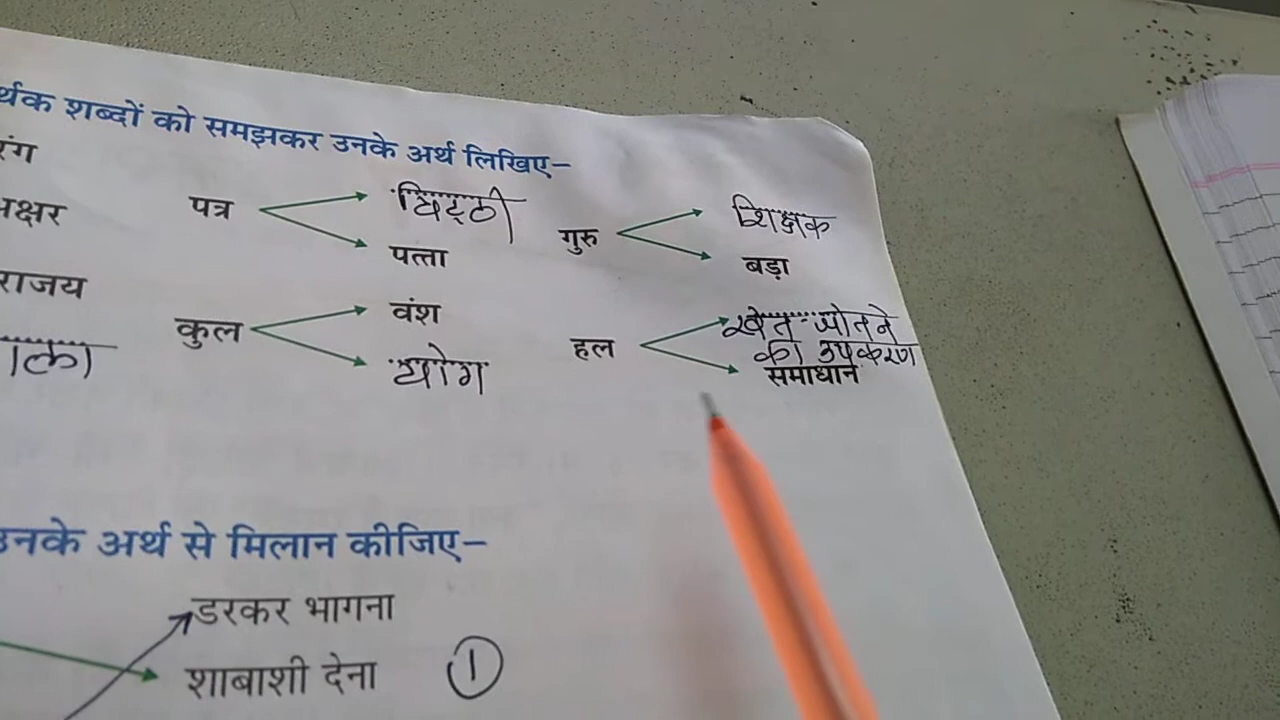 र्थक शब्दों को समझकर उनके अर्थ लिखिए–
रंग
पत्र चिट्ठी
पत्ता
गुरु शिक्षक
बड़ा
क्षर
राजय
कुल वंश
योग
हल खेत जोतने
की उपकरण
समाधान
उनके अर्थ से मिलान कीजिए–
डरकर भागना
शाबाशी देना 1